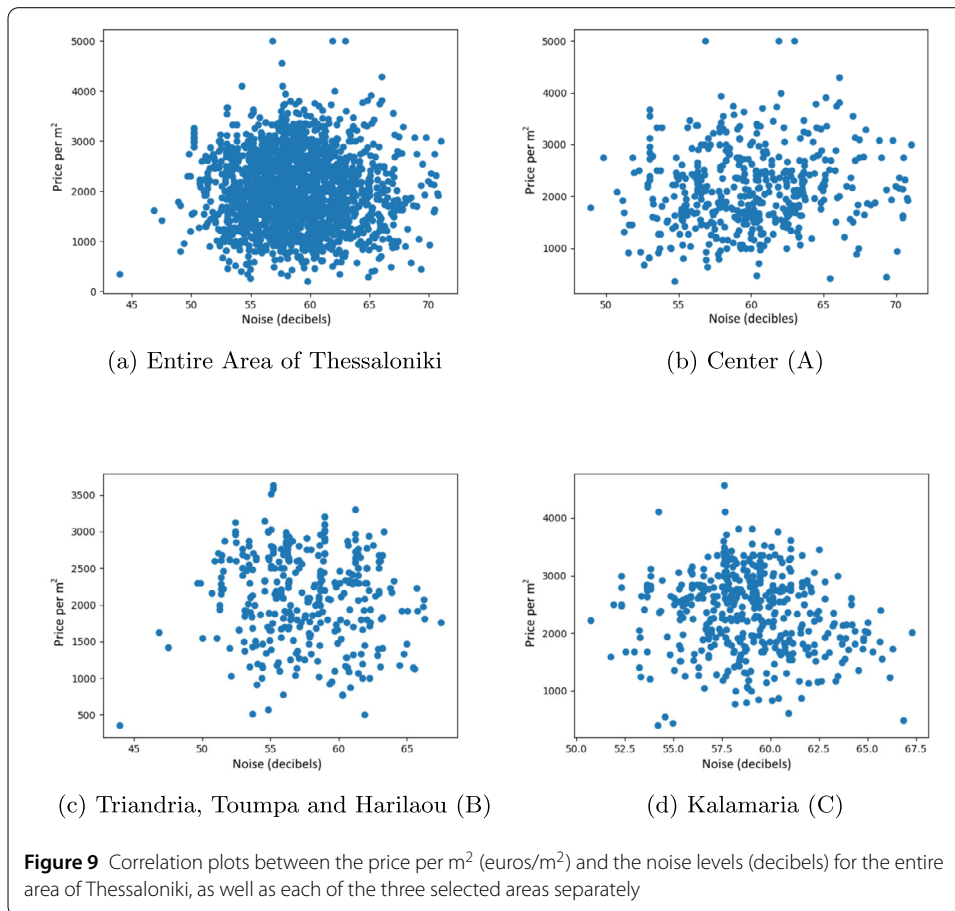 5000
4000
3000
2000
1000
0
Price per m²
45 50 55 60 65 70
Noise (decibels)
(a) Entire Area of Thessaloniki
5000
4000
3000
2000
1000
Price per m²
50 55 60 65 70
Noise (decibles)
(b) Center (A)
3500
3000
2500
2000
1500
1000
500
Price per m²
45 50 55 60 65
Noise (decibels)
(c) Triandria, Toumpa and Harilaou (B)
4000
3000
2000
1000
Price per m²
50.0 52.5 55.0 57.5 60.0 62.5 65.0 67.5
Noise (decibels)
(d) Kalamaria (C)
Figure 9 Correlation plots between the price per m² (euros/m²) and the noise levels (decibels) for the entire
area of Thessaloniki, as well as each of the three selected areas separately